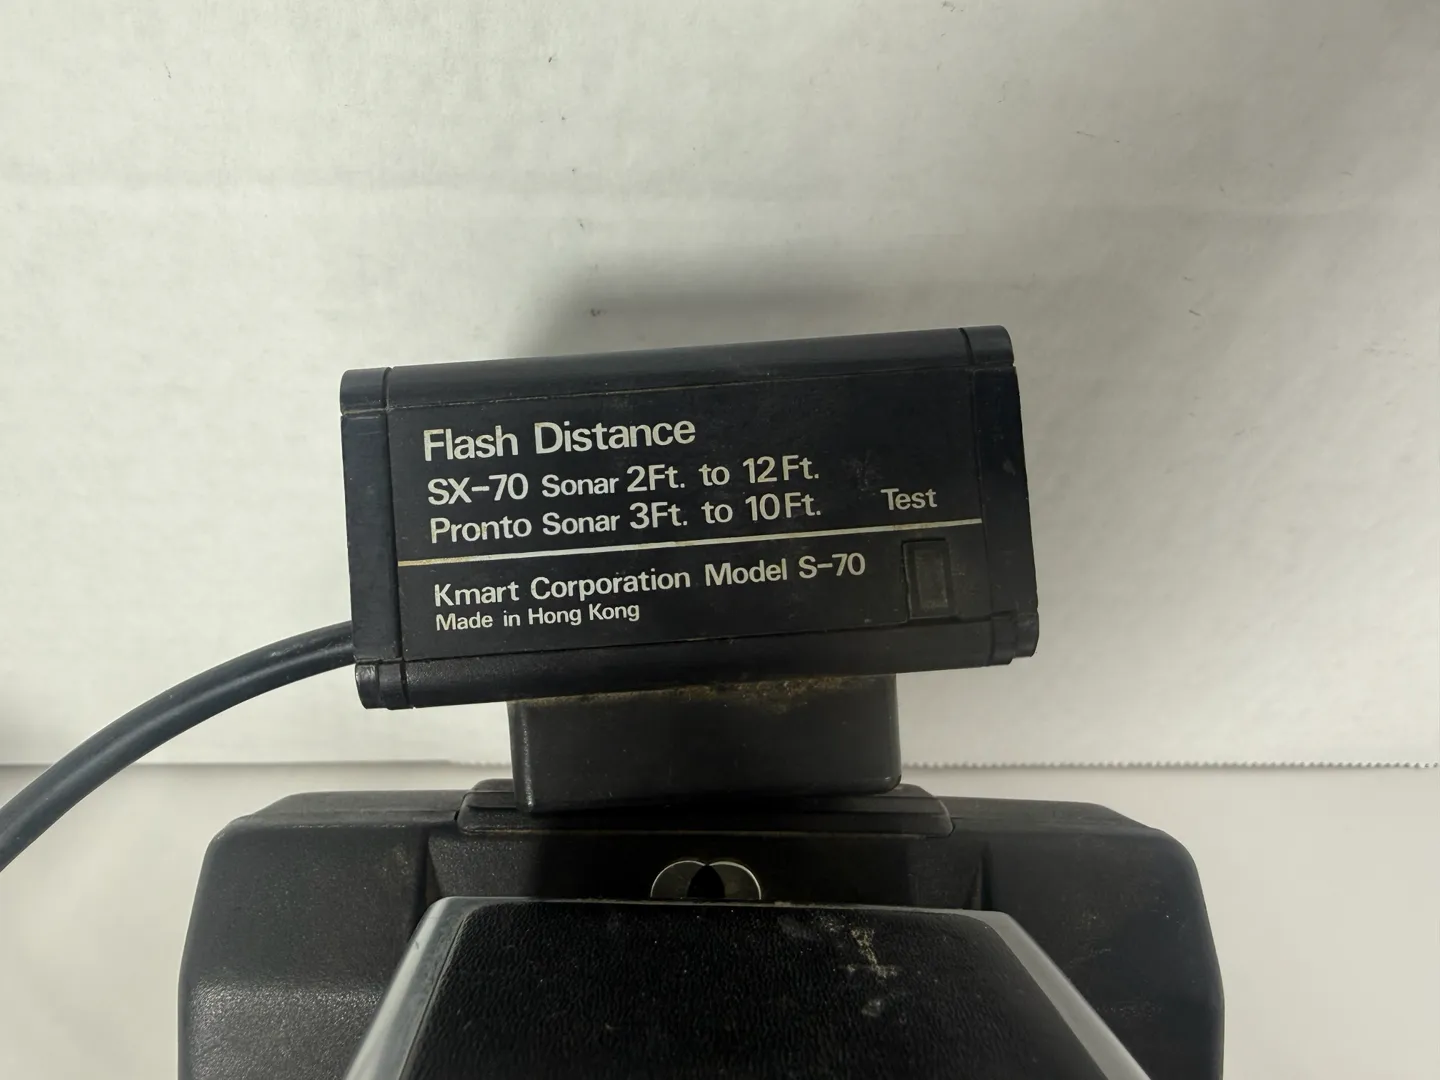 Flash Distance
SX-70 Sonar 2Ft. to 12Ft.
Pronto Sonar 3Ft. to 10Ft.
Test
Kmart Corporation Model S-70
Made in Hong Kong